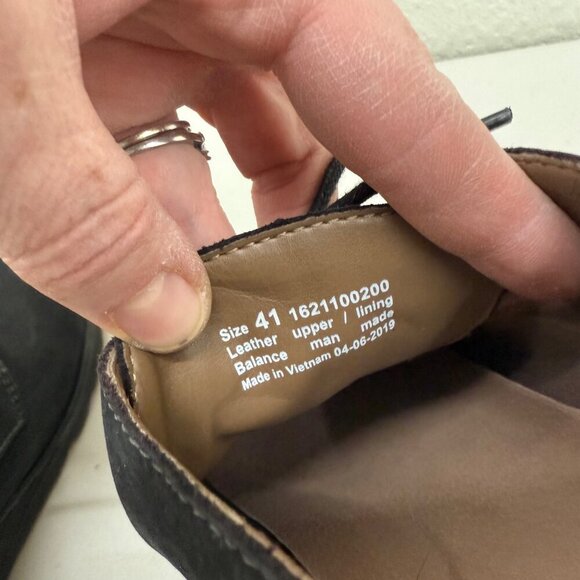 Size 41 1621100200
Leather upper / lining
Balance man made
Made in Vietnam 04-06-2019